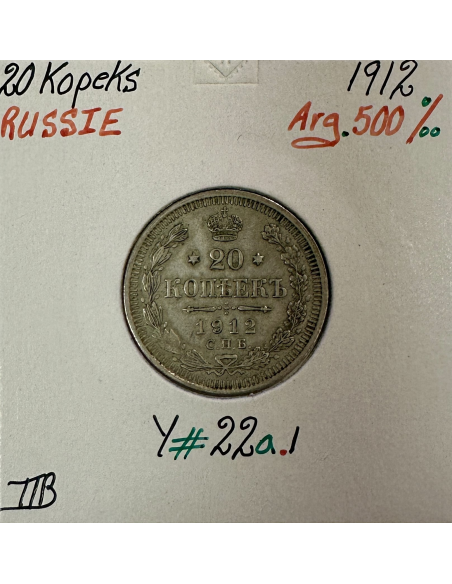 20 Kopeks 1912
RUSSIE Arg.500 ‰
20
КОПѢЕКЪ
1912
СПБ
Y#22a.1
TTB